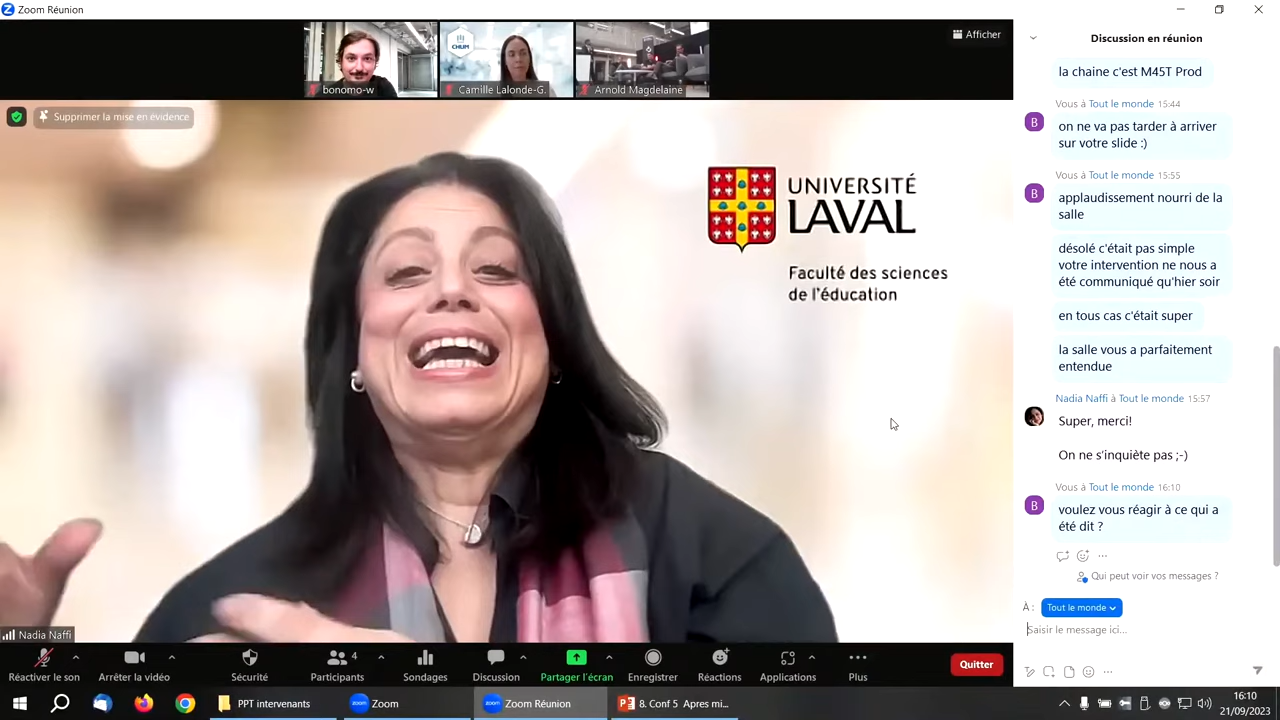 Zoom Réunion
bonomo-w
CHUM
Camille Lalonde-G.
Arnold Magdelaine
Afficher
Supprimer la mise en évidence
UNIVERSITÉ
LAVAL
Faculté des sciences
de l'éducation
Nadia Naffi
Discussion en réunion
la chaine c'est M45T Prod
Vous à Tout le monde 15:44
B
on ne va pas tarder à arriver
sur votre slide :)
Vous à Tout le monde 15:55
B
applaudissement nourri de la
salle
désolé c'était pas simple
votre intervention ne nous a
été communiqué qu'hier soir
en tous cas c'était super
la salle vous a parfaitement
entendue
Nadia Naffi à Tout le monde 15:57
Super, merci!
On ne s'inquiète pas ;-)
Vous à Tout le monde 16:10
B
voulez vous réagir à ce qui a
été dit ?
Qui peut voir vos messages ?
À : Tout le monde
Saisir le message ici...
Réactiver le son
Arrêter la vidéo
Sécurité
4
Participants
Sondages
Discussion
Partager l'écran
Enregistrer
Réactions
Applications
Plus
Quitter
PPT intervenants
zoom Zoom
zoom Zoom Réunion
8. Conf 5 Apres mi...
16:10
21/09/2023